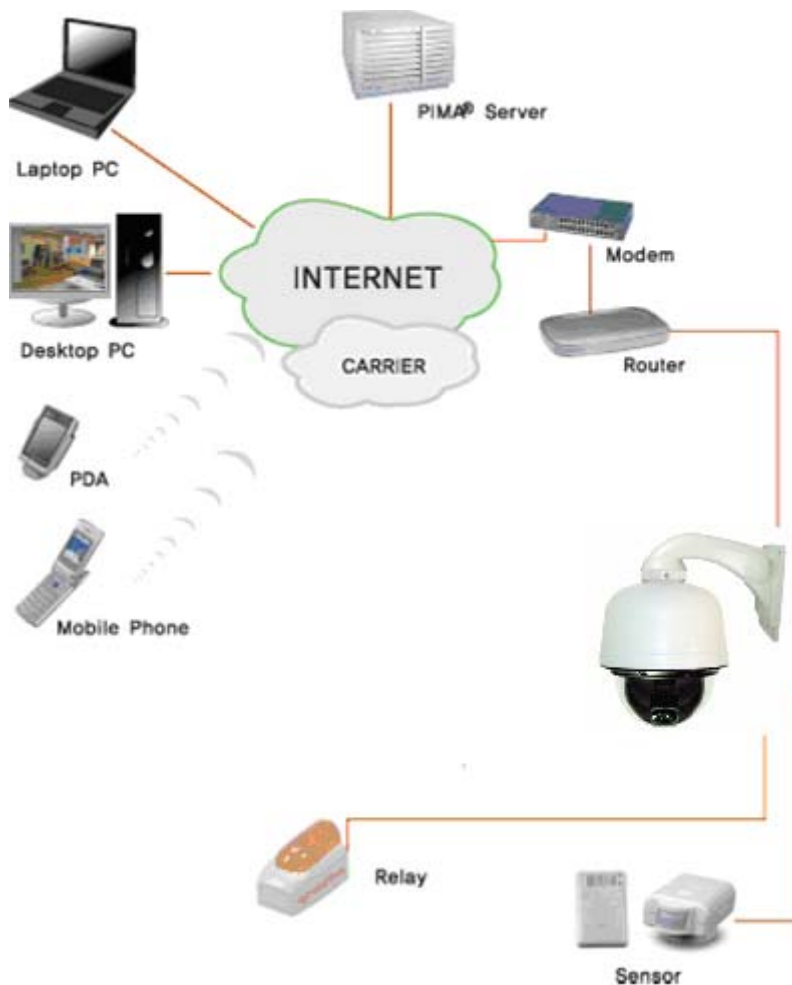 PIMA® Server
Laptop PC
Modem
INTERNET
Desktop PC
Router
CARRIER
PDA
Mobile Phone
Relay
Sensor